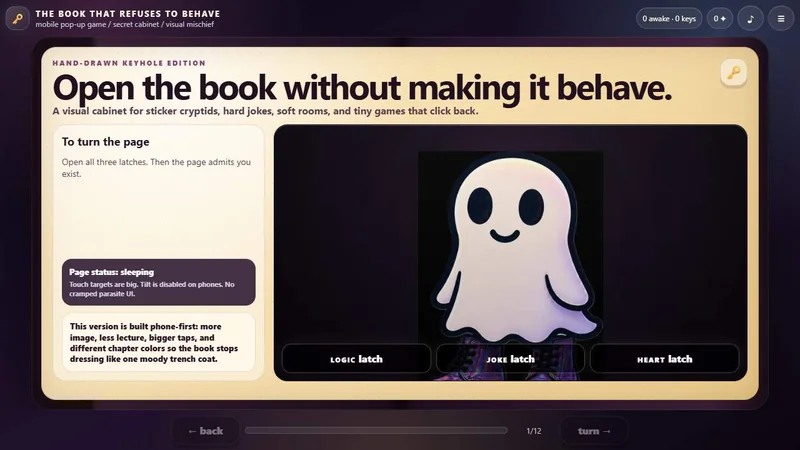 THE BOOK THAT REFUSES TO BEHAVE
mobile pop-up game / secret cabinet / visual mischief
0 awake · 0 keys
0 ✦
♪
≡
HAND-DRAWN KEYHOLE EDITION
Open the book without making it behave.
A visual cabinet for sticker cryptids, hard jokes, soft rooms, and tiny games that click back.
To turn the page
Open all three latches. Then the page admits you
exist.
Page status: sleeping
Touch targets are big. Tilt is disabled on phones. No
cramped parasite UI.
This version is built phone-first: more
image, less lecture, bigger taps, and
different chapter colors so the book stops
dressing like one moody trench coat.
LOGIC latch
JOKE latch
HEART latch
← back
1/12
turn →